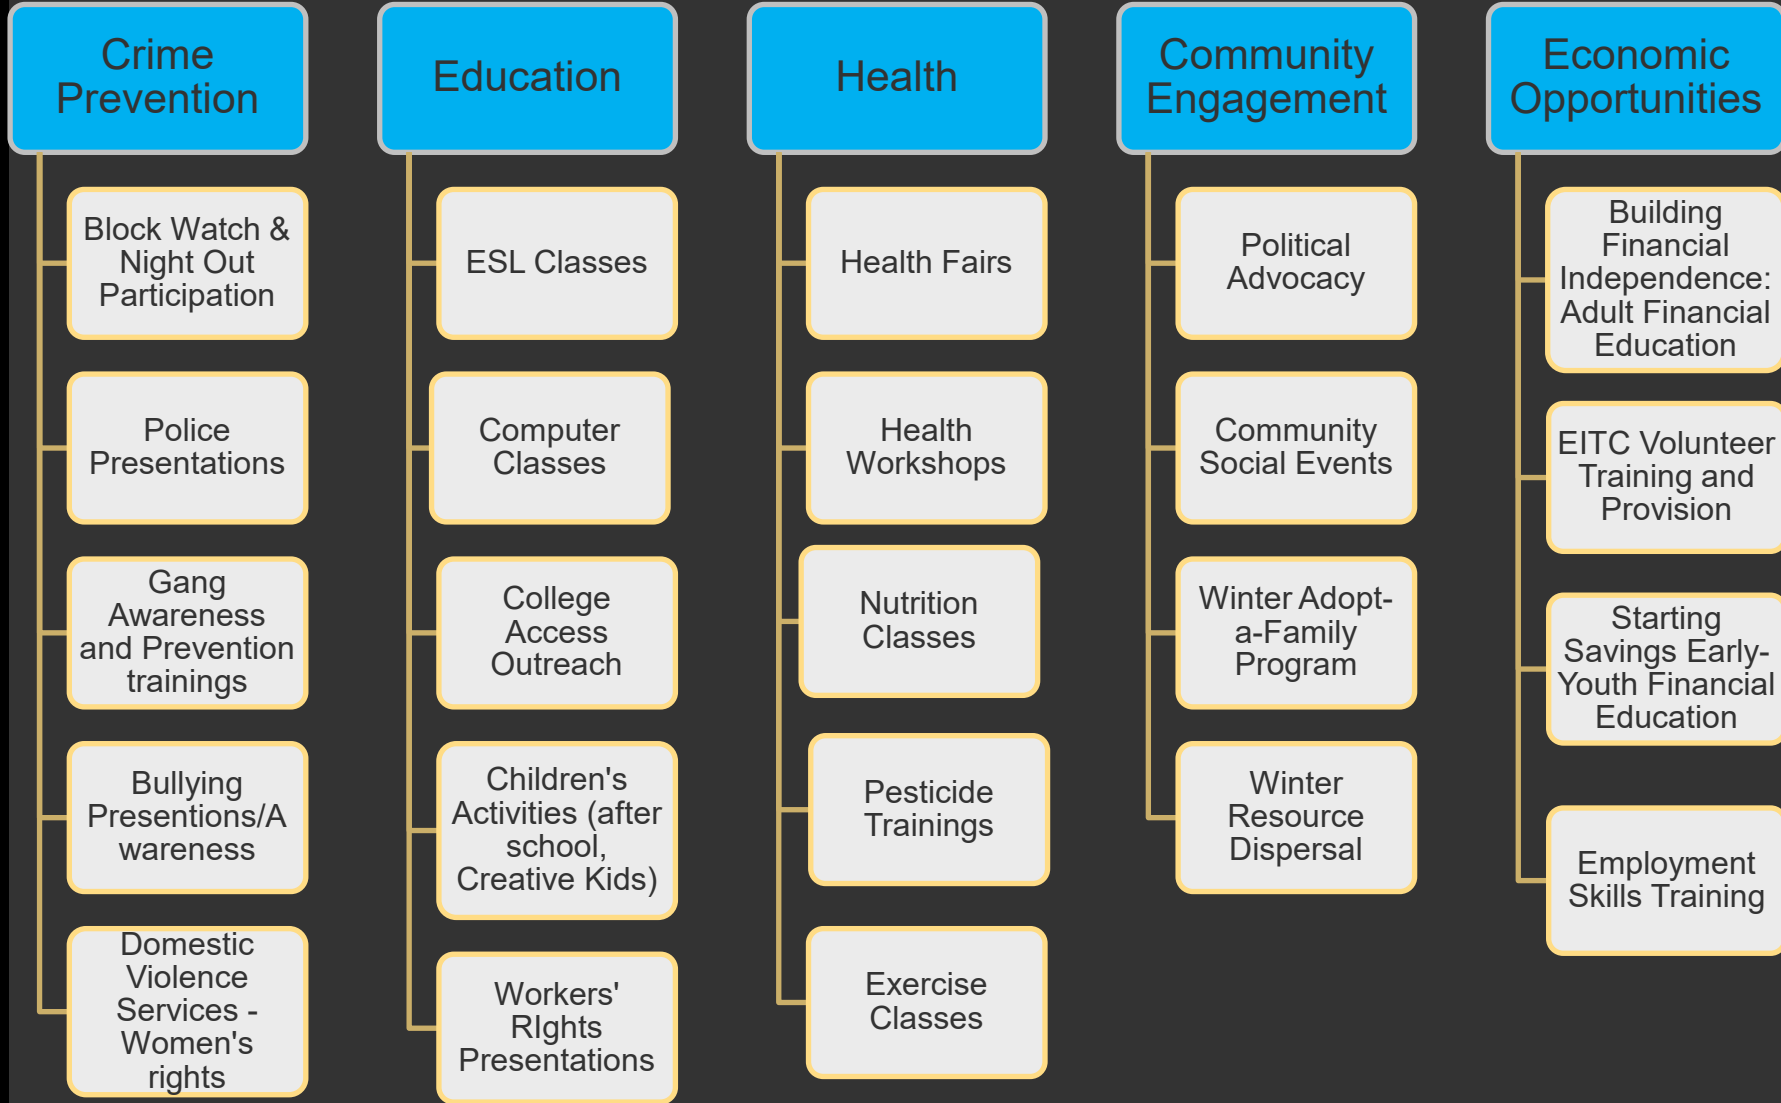 Crime
Prevention
Block Watch &
Night Out
Participation
Police
Presentations
Gang
Awareness
and Prevention
trainings
Bullying
Presentions/A
wareness
Domestic
Violence
Services -
Women's
rights
Education
ESL Classes
Computer
Classes
College
Access
Outreach
Children's
Activities (after
school,
Creative Kids)
Workers'
RIghts
Presentations
Health
Health Fairs
Health
Workshops
Nutrition
Classes
Pesticide
Trainings
Exercise
Classes
Community
Engagement
Political
Advocacy
Community
Social Events
Winter Adopt-
a-Family
Program
Winter
Resource
Dispersal
Economic
Opportunities
Building
Financial
Independence:
Adult Financial
Education
EITC Volunteer
Training and
Provision
Starting
Savings Early-
Youth Financial
Education
Employment
Skills Training